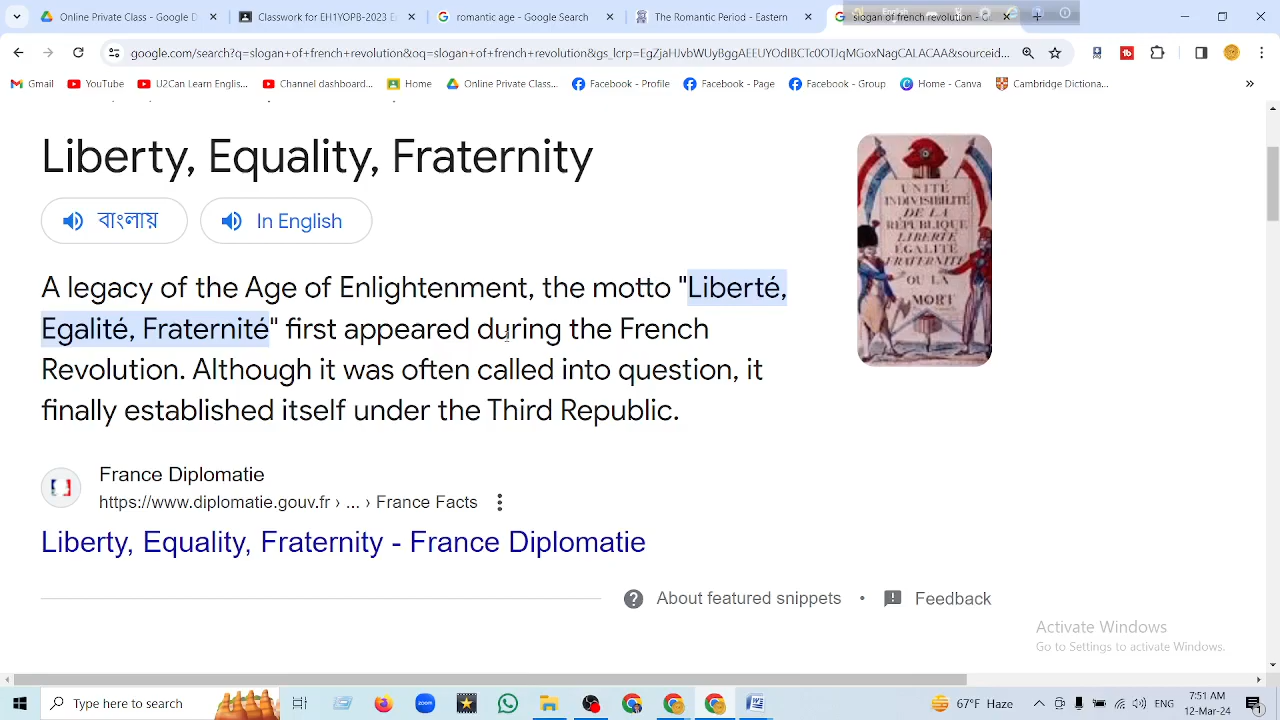 Online Private Class
Classwork for EH1YOPBC0323 E
romantic age - Google Search
The Romantic Period - Eastern
slogan of french revolution -
google.com/search?q=slogan+of+french+revolution&oq=slogan+of+french+revolution&gs_lcrp=
Gmail YouTube U2Can Learn Englis... Channel dashboard... Home Online Private Class... Facebook - Profile Facebook - Page Facebook - Group Home - Canva Cambridge Dictiona...
Liberty, Equality, Fraternity
বাংলায় In English
A legacy of the Age of Enlightenment, the motto "Liberté,
Egalité, Fraternité" first appeared during the French
Revolution. Although it was often called into question, it
finally established itself under the Third Republic.
UNITÉ
INDIVISIBILITÉ
DE LA
RÉPUBLIQUE
LIBERTÉ
ÉGALITÉ
FRATERNITÉ
OU LA
MORT
France Diplomatie
https://www.diplomatie.gouv.fr › ... › France Facts
Liberty, Equality, Fraternity - France Diplomatie
About featured snippets • Feedback
Activate Windows
Go to Settings to activate Windows.
Type here to search
zoom
67°F Haze
ENG
7:51 AM
12-Mar-24